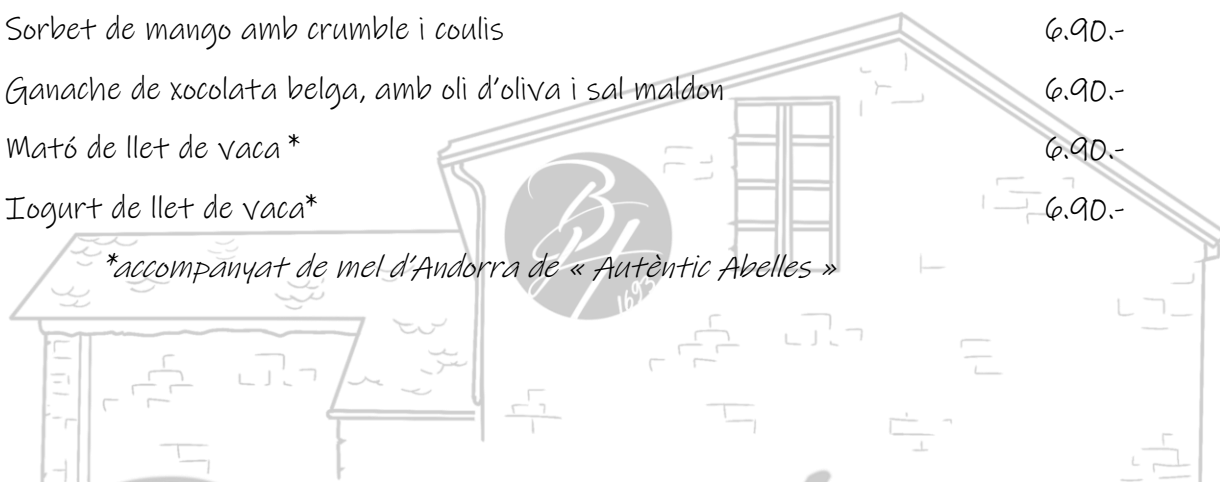 Sorbet de mango amb crumble i coulis 6.90.-
Ganache de xocolata belga, amb oli d'oliva i sal maldon 6.90.-
Mató de llet de vaca * 6.90.-
Iogurt de llet de vaca* 6.90.-
*accompanyat de mel d'Andorra de « Autèntic Abelles »